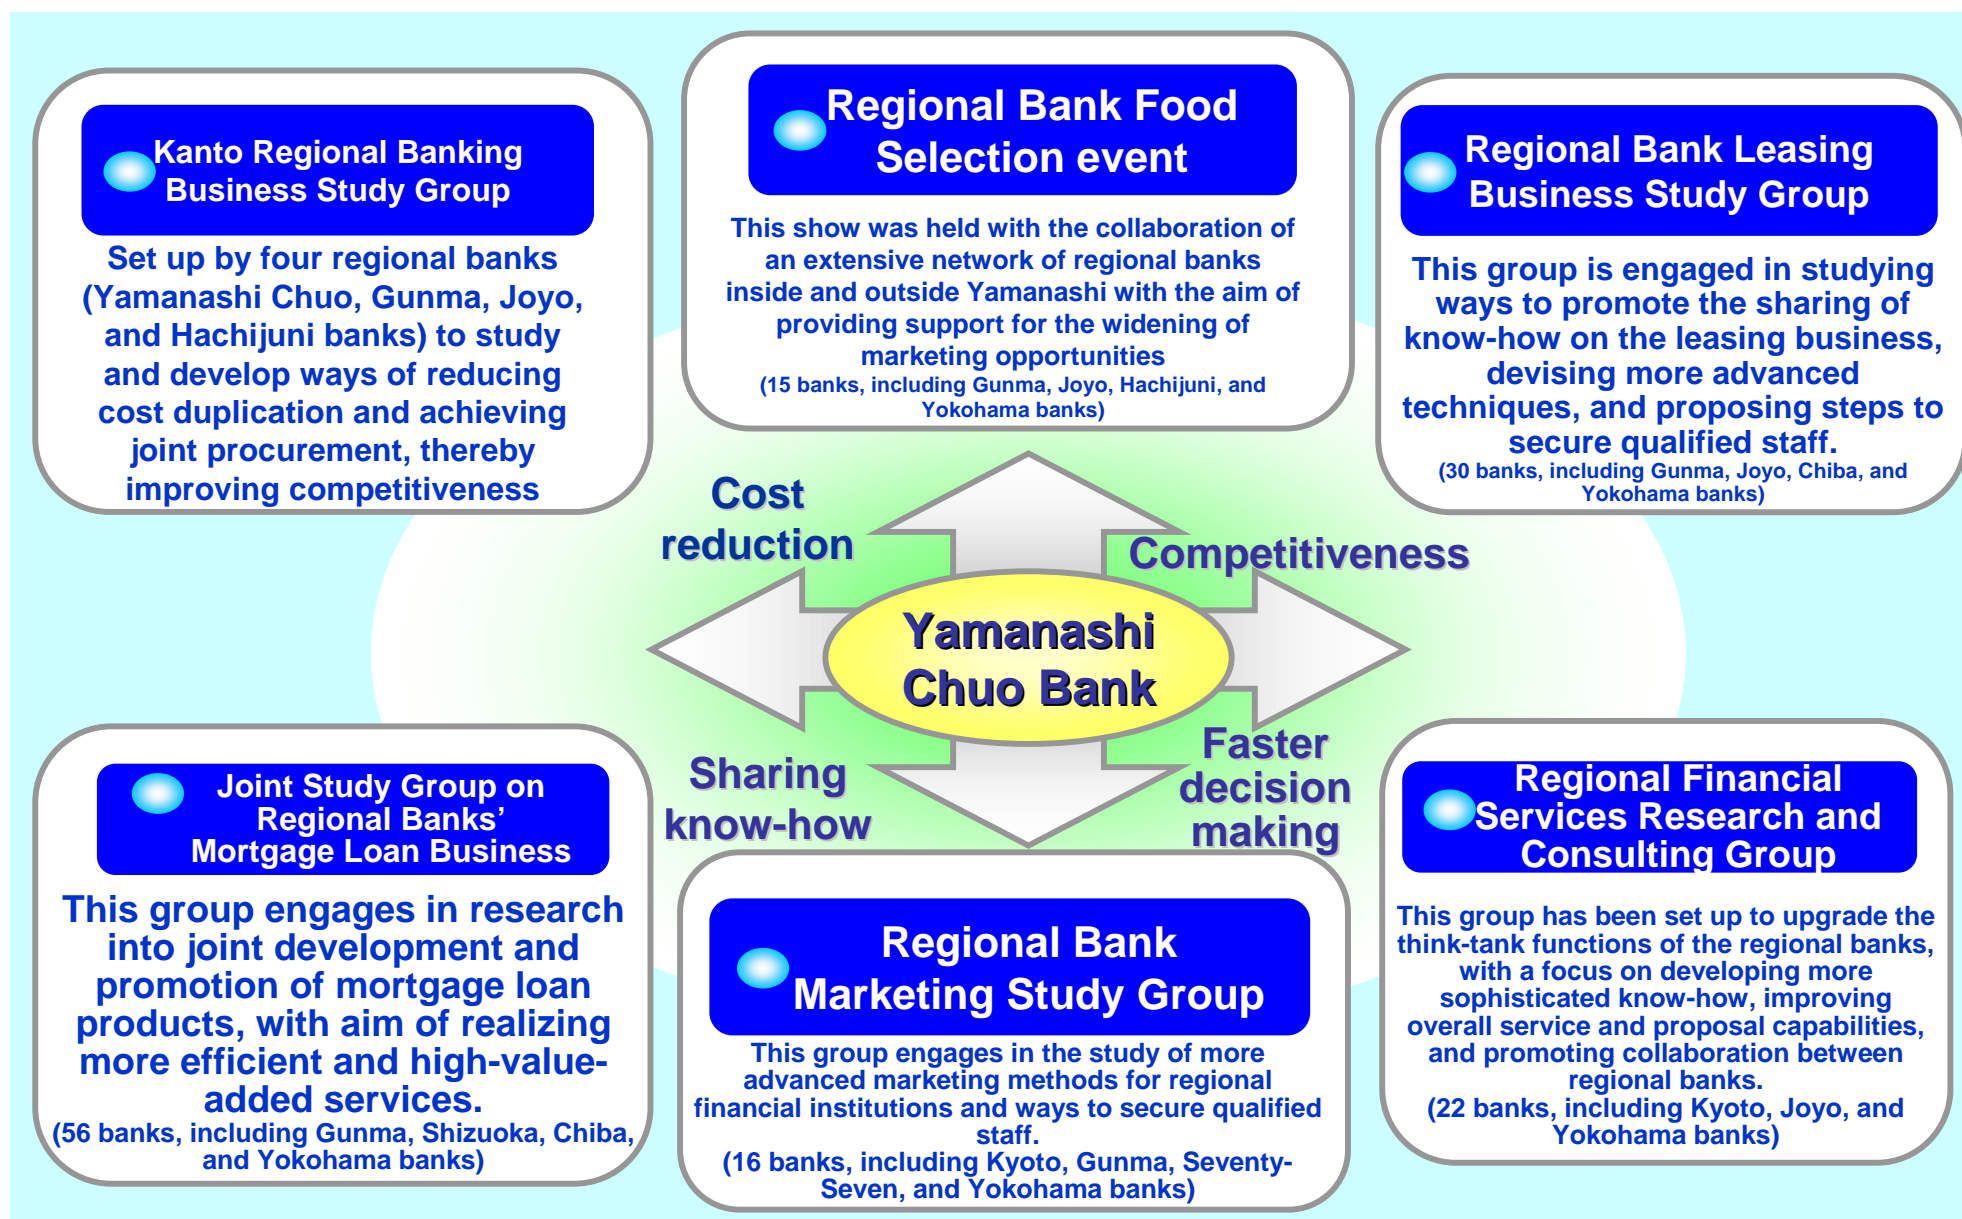 Kanto Regional Banking
Business Study Group
Set up by four regional banks
(Yamanashi Chuo, Gunma, Joyo,
and Hachijuni banks) to study
and develop ways of reducing
cost duplication and achieving
joint procurement, thereby
improving competitiveness
Regional Bank Food
Selection event
This show was held with the collaboration of
an extensive network of regional banks
inside and outside Yamanashi with the aim of
providing support for the widening of
marketing opportunities
(15 banks, including Gunma, Joyo, Hachijuni, and
Yokohama banks)
Regional Bank Leasing
Business Study Group
This group is engaged in studying
ways to promote the sharing of
know-how on the leasing business,
devising more advanced
techniques, and proposing steps to
secure qualified staff.
(30 banks, including Gunma, Joyo, Chiba, and
Yokohama banks)
Cost
reduction
Competitiveness
Yamanashi
Chuo Bank
Sharing
know-how
Faster
decision
making
Joint Study Group on
Regional Banks’
Mortgage Loan Business
This group engages in research
into joint development and
promotion of mortgage loan
products, with aim of realizing
more efficient and high-value-
added services.
(56 banks, including Gunma, Shizuoka, Chiba,
and Yokohama banks)
Regional Bank
Marketing Study Group
This group engages in the study of more
advanced marketing methods for regional
financial institutions and ways to secure qualified
staff.
(16 banks, including Kyoto, Gunma, Seventy-
Seven, and Yokohama banks)
Regional Financial
Services Research and
Consulting Group
This group has been set up to upgrade the
think-tank functions of the regional banks,
with a focus on developing more
sophisticated know-how, improving
overall service and proposal capabilities,
and promoting collaboration between
regional banks.
(22 banks, including Kyoto, Joyo, and
Yokohama banks)